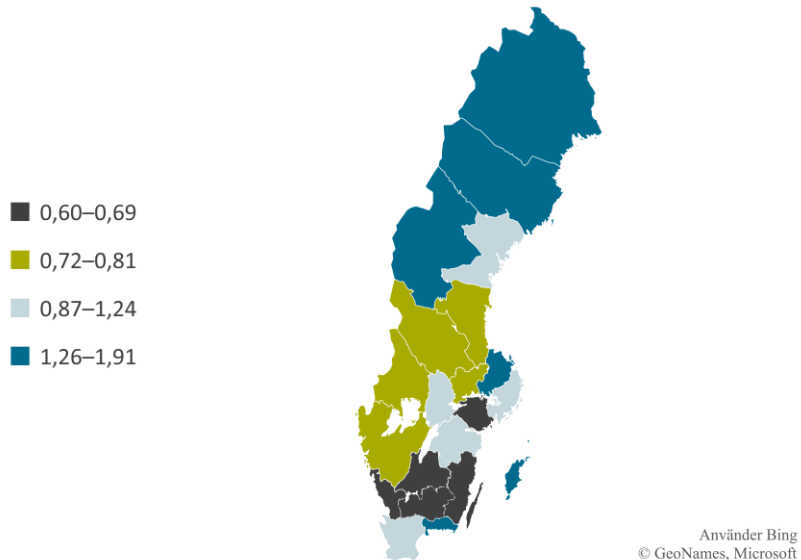 0,60–0,69
0,72–0,81
0,87–1,24
1,26–1,91
Använder Bing
© GeoNames, Microsoft